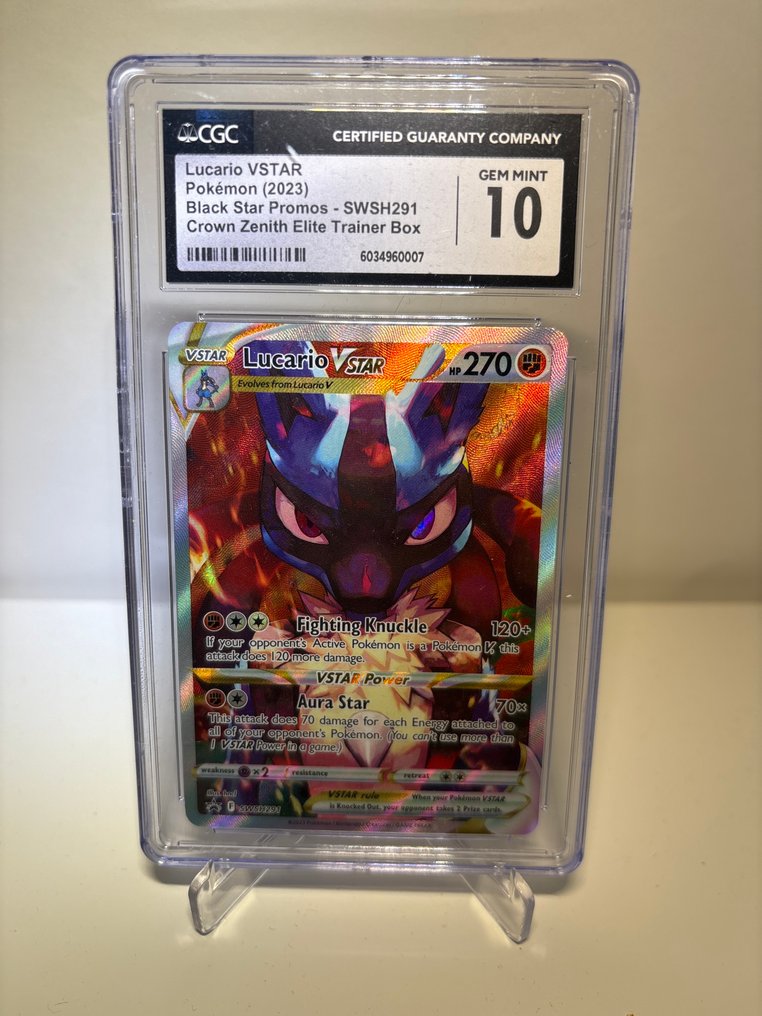 CGC
CERTIFIED GUARANTY COMPANY
Lucario VSTAR
Pokémon (2023)
Black Star Promos - SWSH291
Crown Zenith Elite Trainer Box
6034960007
GEM MINT
10
VSTAR Lucario VSTAR HP 270
Evolves from Lucario V
Fighting Knuckle 120+
If your opponent's Active Pokémon is a Pokémon V, this
attack does 120 more damage.
VSTAR Power
Aura Star 70×
This attack does 70 damage for each Energy attached to
all of your opponent's Pokémon. (You can't use more than
1 VSTAR Power in a game.)
weakness ×2 resistance retreat
VSTAR rule When your Pokémon VSTAR
is Knocked Out, your opponent takes 2 Prize cards.
Illus.
F SWSH291